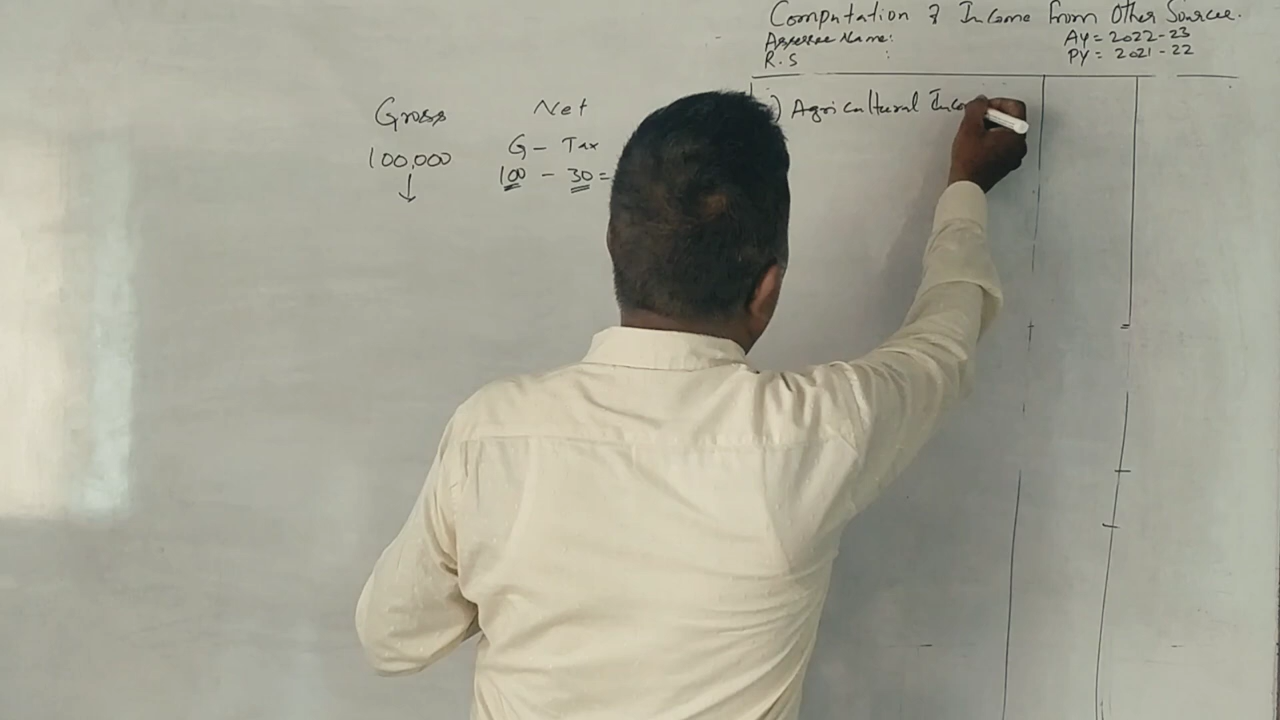 Computation of Income from Other Sources.
Assessee Name:
AY = 2022-23
R.S :
PY = 2021-22
Gross
Net
) Agricultural Inco
100,000
G - Tax
100 - 30 =